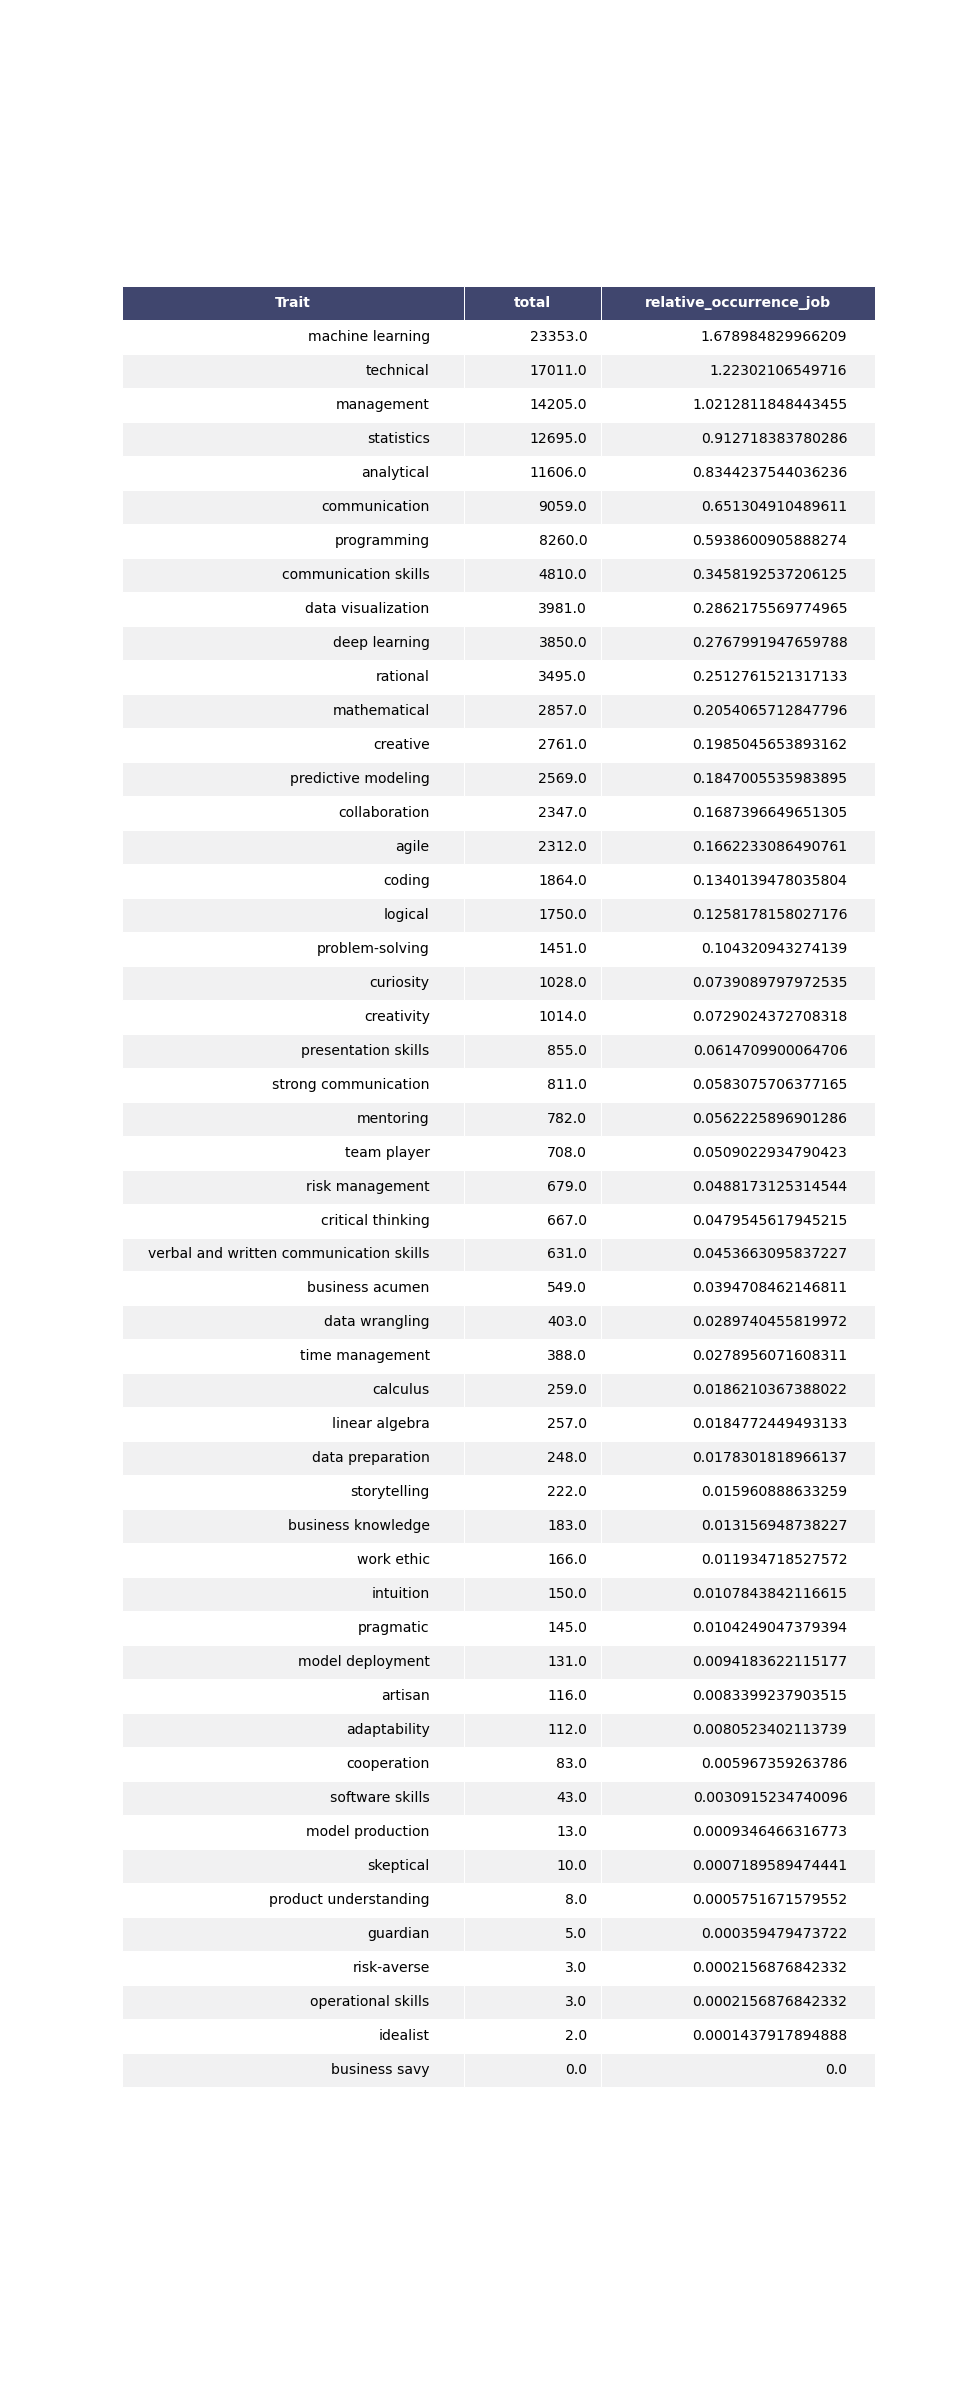 Trait total relative_occurrence_job
machine learning 23353.0 1.678984829966209
technical 17011.0 1.22302106549716
management 14205.0 1.0212811848443455
statistics 12695.0 0.912718383780286
analytical 11606.0 0.8344237544036236
communication 9059.0 0.651304910489611
programming 8260.0 0.5938600905888274
communication skills 4810.0 0.3458192537206125
data visualization 3981.0 0.2862175569774965
deep learning 3850.0 0.2767991947659788
rational 3495.0 0.2512761521317133
mathematical 2857.0 0.2054065712847796
creative 2761.0 0.1985045653893162
predictive modeling 2569.0 0.1847005535983895
collaboration 2347.0 0.1687396649651305
agile 2312.0 0.1662233086490761
coding 1864.0 0.1340139478035804
logical 1750.0 0.1258178158027176
problem-solving 1451.0 0.104320943274139
curiosity 1028.0 0.0739089797972535
creativity 1014.0 0.0729024372708318
presentation skills 855.0 0.0614709900064706
strong communication 811.0 0.0583075706377165
mentoring 782.0 0.0562225896901286
team player 708.0 0.0509022934790423
risk management 679.0 0.0488173125314544
critical thinking 667.0 0.0479545617945215
verbal and written communication skills 631.0 0.0453663095837227
business acumen 549.0 0.0394708462146811
data wrangling 403.0 0.0289740455819972
time management 388.0 0.0278956071608311
calculus 259.0 0.0186210367388022
linear algebra 257.0 0.0184772449493133
data preparation 248.0 0.0178301818966137
storytelling 222.0 0.015960888633259
business knowledge 183.0 0.013156948738227
work ethic 166.0 0.011934718527572
intuition 150.0 0.0107843842116615
pragmatic 145.0 0.0104249047379394
model deployment 131.0 0.0094183622115177
artisan 116.0 0.0083399237903515
adaptability 112.0 0.0080523402113739
cooperation 83.0 0.005967359263786
software skills 43.0 0.0030915234740096
model production 13.0 0.0009346466316773
skeptical 10.0 0.0007189589474441
product understanding 8.0 0.0005751671579552
guardian 5.0 0.000359479473722
risk-averse 3.0 0.0002156876842332
operational skills 3.0 0.0002156876842332
idealist 2.0 0.0001437917894888
business savy 0.0 0.0